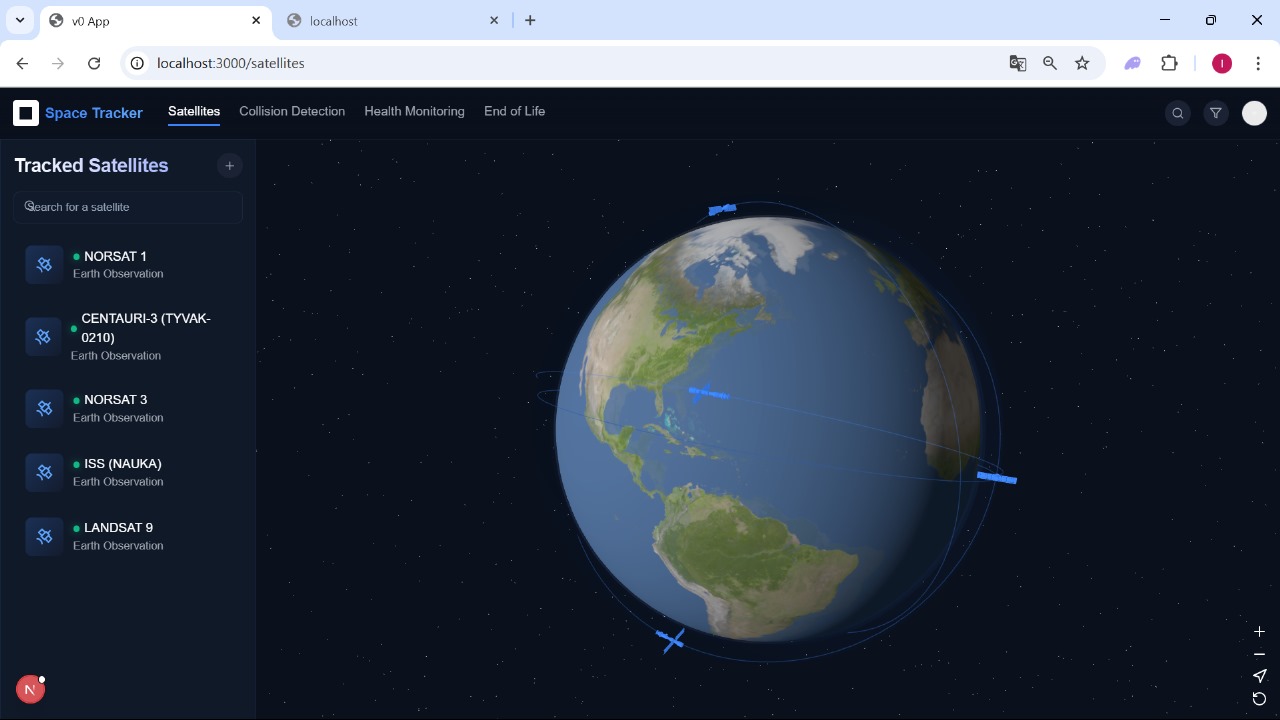 v0 App
localhost
localhost:3000/satellites
I
Space Tracker
Satellites
Collision Detection
Health Monitoring
End of Life
Tracked Satellites
Search for a satellite
NORSAT 1
Earth Observation
CENTAURI-3 (TYVAK-
0210)
Earth Observation
NORSAT 3
Earth Observation
ISS (NAUKA)
Earth Observation
LANDSAT 9
Earth Observation
N